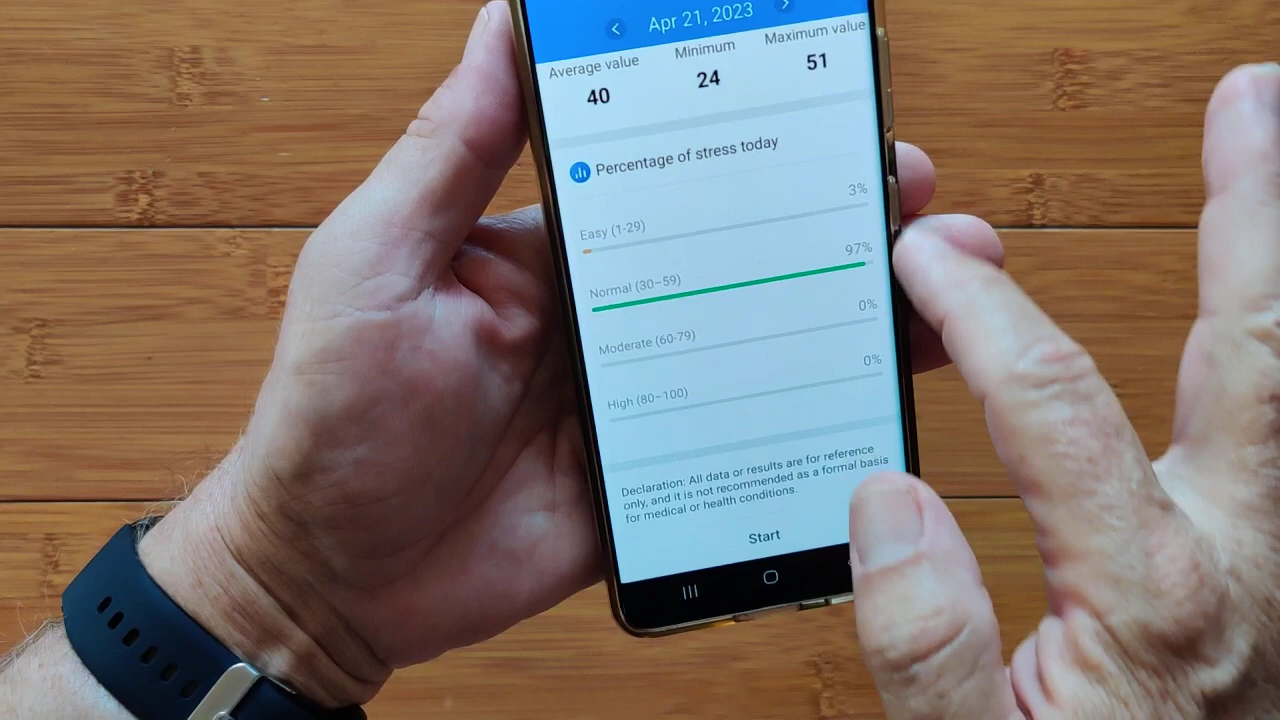 Apr 21, 2023
Average value Minimum Maximum value
40 24 51
Percentage of stress today
Easy (1-29) 3%
Normal (30–59) 97%
Moderate (60-79) 0%
High (80–100) 0%
Declaration: All data or results are for reference
only, and it is not recommended as a formal basis
for medical or health conditions.
Start